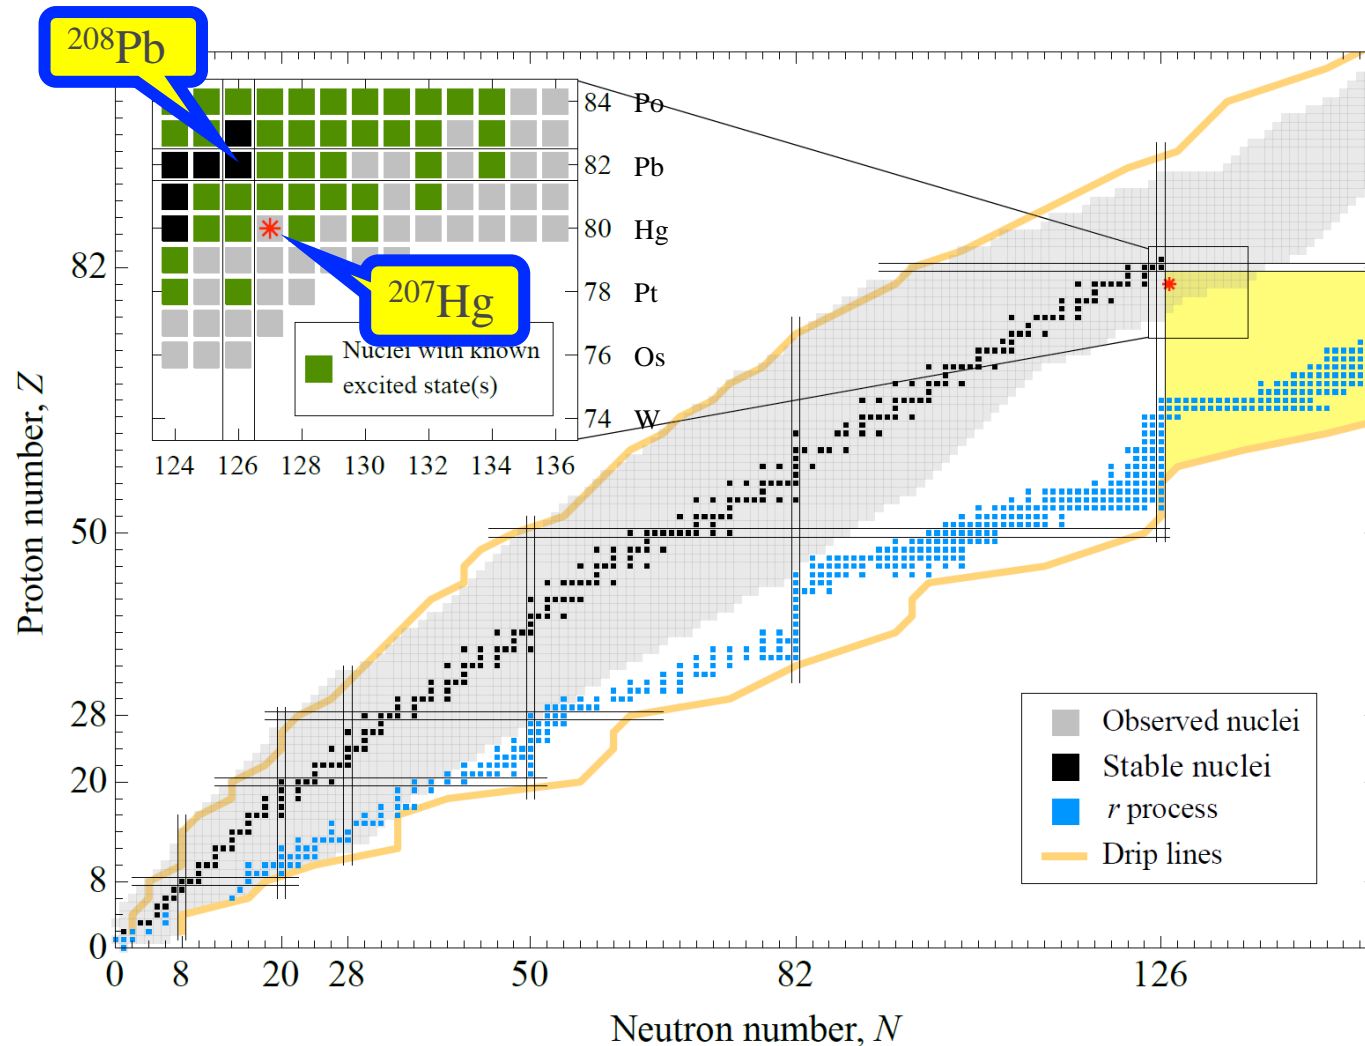 ²⁰⁸Pb
84 Po
82 Pb
80 Hg
78 Pt
76 Os
74 W
²⁰⁷Hg
Nuclei with known
excited state(s)
124 126 128 130 132 134 136
Proton number, Z
82
50
28
20
8
0
Observed nuclei
Stable nuclei
r process
Drip lines
0 8 20 28 50 82 126
Neutron number, N